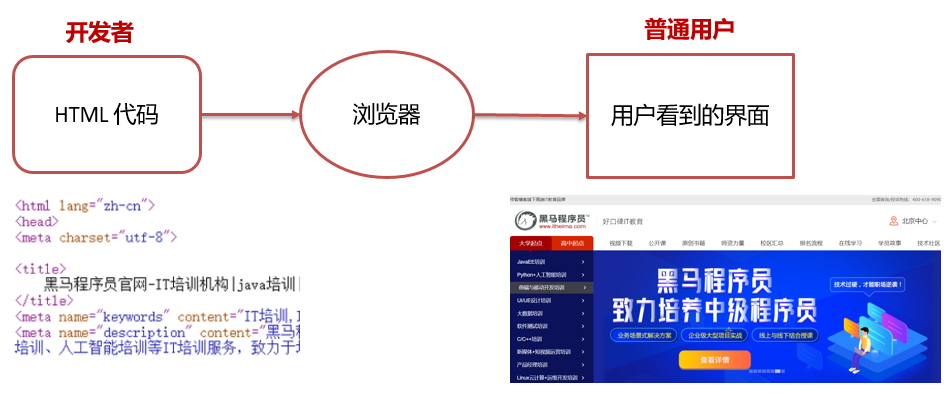 开发者
普通用户
HTML 代码
浏览器
用户看到的界面
<html lang="zh-cn">
<head>
<meta charset="utf-8">
<title>
黑马程序员官网-IT培训机构|java培训|
</title>
<meta name="keywords" content="IT培训,
<meta name="description" content="黑马
培训、人工智能培训等IT培训服务，致力于
黑马程序员™
www.itheima.com
好口碑IT教育
北京中心
大学起点 高中起点 视频下载 公开课 原创书籍 师资力量 校区汇总 报名流程 在线学习 学员故事 技术社区
JavaEE培训
Python+人工智能培训
前端与移动开发培训
UI/UE设计培训
大数据培训
软件测试培训
C/C++培训
新媒体+短视频运营培训
产品经理培训
Linux云计算+运维开发培训
黑马程序员
致力培养中级程序员
业务场景式解决方案 企业级大型项目实战 线上与线下结合授课
查看详情
技术过硬，才能职场逆袭！